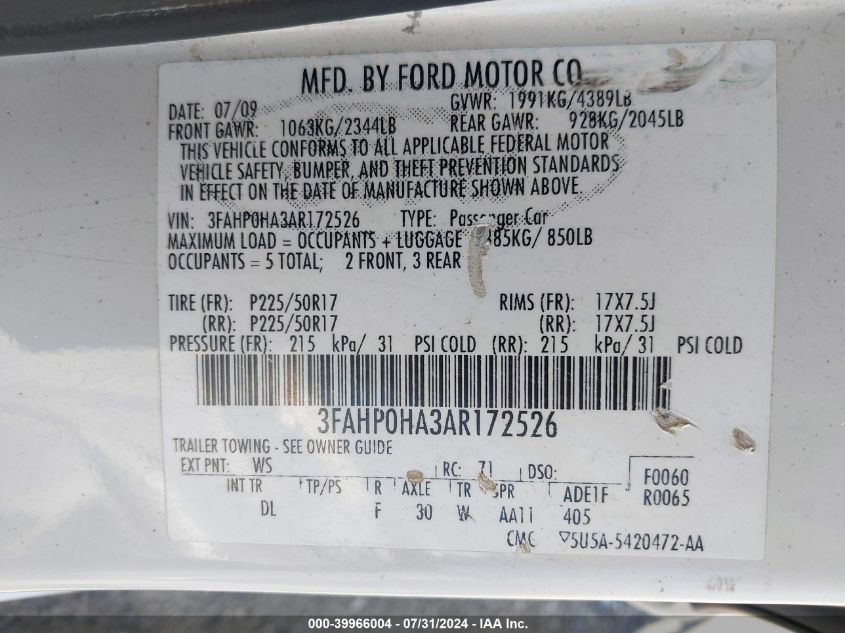 MFD. BY FORD MOTOR CO
DATE: 07/09 GVWR: 1991KG/4389LB
FRONT GAWR: 1063KG/2344LB REAR GAWR: 928KG/2045LB
THIS VEHICLE CONFORMS TO ALL APPLICABLE FEDERAL MOTOR
VEHICLE SAFETY, BUMPER, AND THEFT PREVENTION STANDARDS
IN EFFECT ON THE DATE OF MANUFACTURE SHOWN ABOVE.
VIN: 3FAHP0HA3AR172526 TYPE: Passenger Car
MAXIMUM LOAD = OCCUPANTS + LUGGAGE 385KG/ 850LB
OCCUPANTS = 5 TOTAL; 2 FRONT, 3 REAR
TIRE (FR): P225/50R17 RIMS (FR): 17X7.5J
(RR): P225/50R17 (RR): 17X7.5J
PRESSURE (FR): 215 kPa/ 31 PSI COLD (RR): 215 kPa/ 31 PSI COLD
3FAHP0HA3AR172526
TRAILER TOWING - SEE OWNER GUIDE
EXT PNT: WS RC: 71 DSO: F0060
INT TR TP/PS R AXLE TR SPR ADE1F R0065
DL F 30 W AA11 405
CMC ▽5U5A-5420472-AA
000-39966004 / 07/31/2024 / IAA Inc.